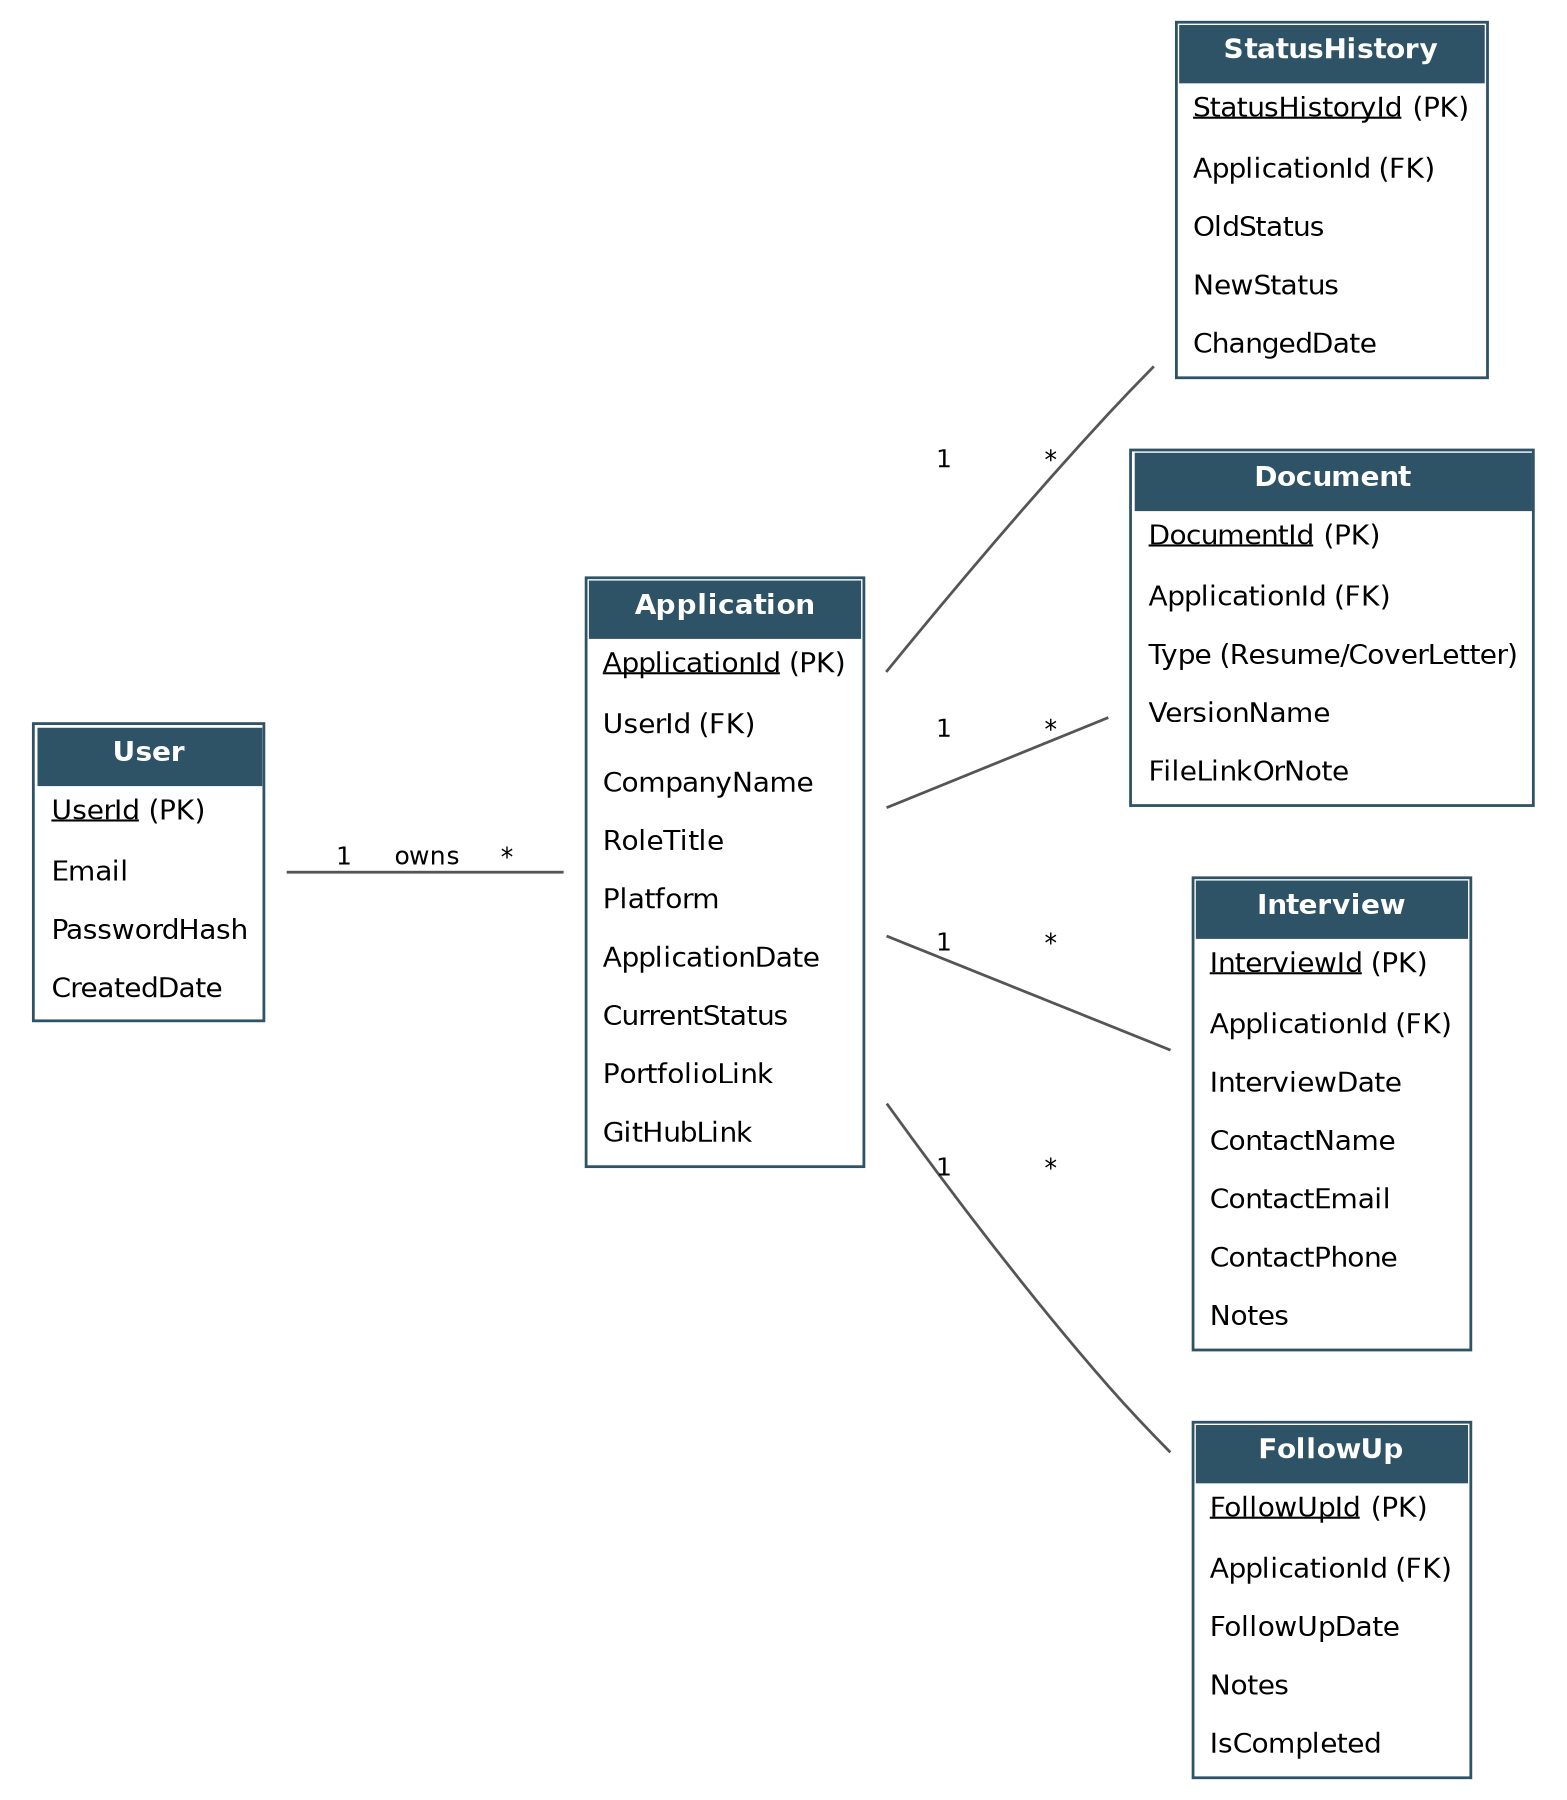 StatusHistory
StatusHistoryId (PK)
ApplicationId (FK)
OldStatus
NewStatus
ChangedDate
1 *
Document
DocumentId (PK)
ApplicationId (FK)
Type (Resume/CoverLetter)
VersionName
FileLinkOrNote
1 *
Application
ApplicationId (PK)
UserId (FK)
CompanyName
RoleTitle
Platform
ApplicationDate
CurrentStatus
PortfolioLink
GitHubLink
User
UserId (PK)
Email
PasswordHash
CreatedDate
1 owns *
Interview
InterviewId (PK)
ApplicationId (FK)
InterviewDate
ContactName
ContactEmail
ContactPhone
Notes
1 *
1 *
FollowUp
FollowUpId (PK)
ApplicationId (FK)
FollowUpDate
Notes
IsCompleted